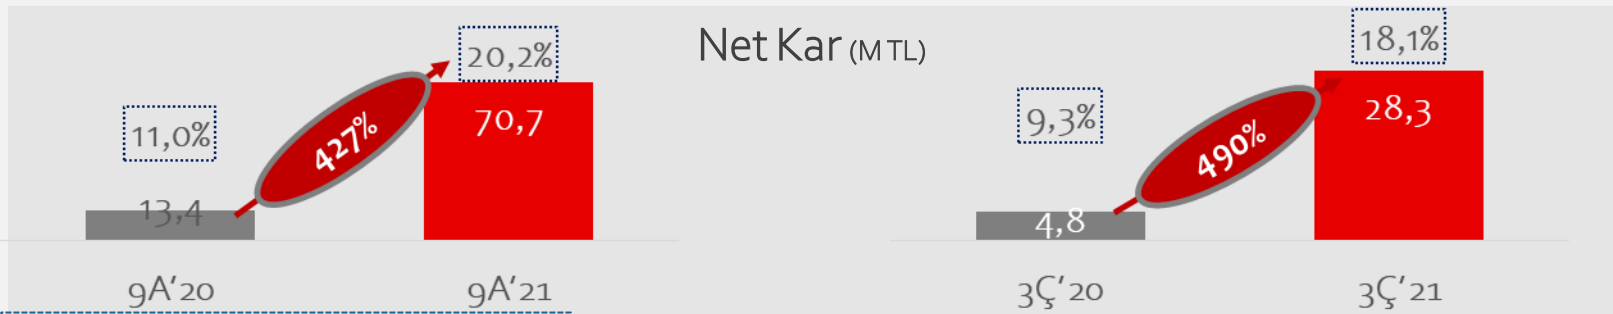 Net Kar (M TL)
20,2%
11,0%
427%
70,7
13,4
9A'20
9A'21
18,1%
9,3%
490%
28,3
4,8
3Ç'20
3Ç'21